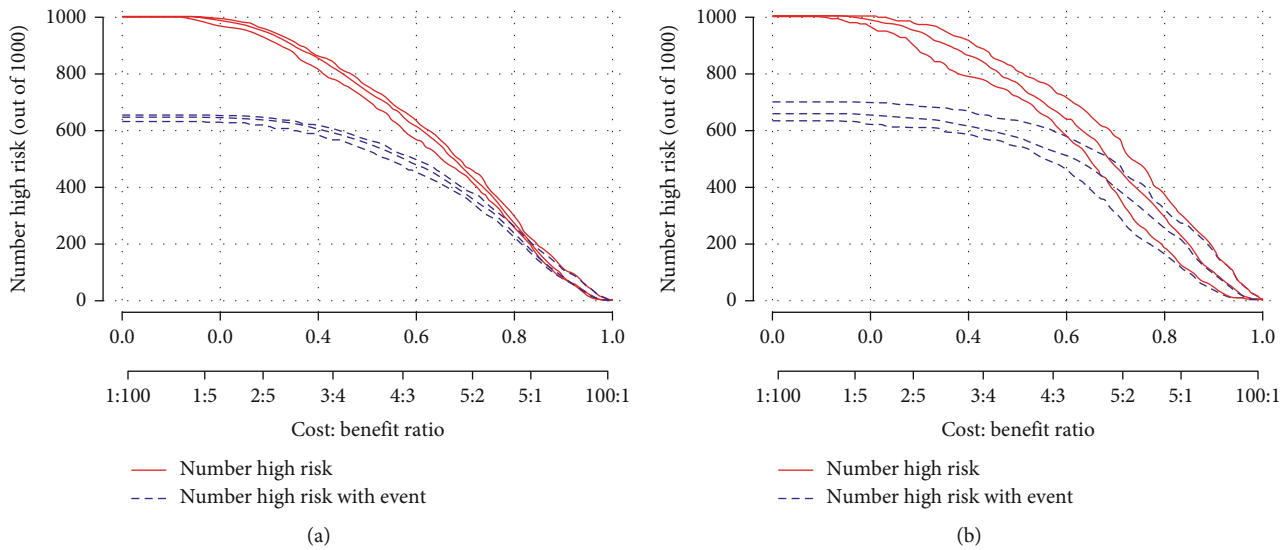 1000
800
600
400
200
0
Number high risk (out of 1000)
0.0 0.0 0.4 0.6 0.8 1.0
1:100 1:5 2:5 3:4 4:3 5:2 5:1 100:1
Cost: benefit ratio
Number high risk
Number high risk with event
(a)
1000
800
600
400
200
0
Number high risk (out of 1000)
0.0 0.0 0.4 0.6 0.8 1.0
1:100 1:5 2:5 3:4 4:3 5:2 5:1 100:1
Cost: benefit ratio
Number high risk
Number high risk with event
(b)